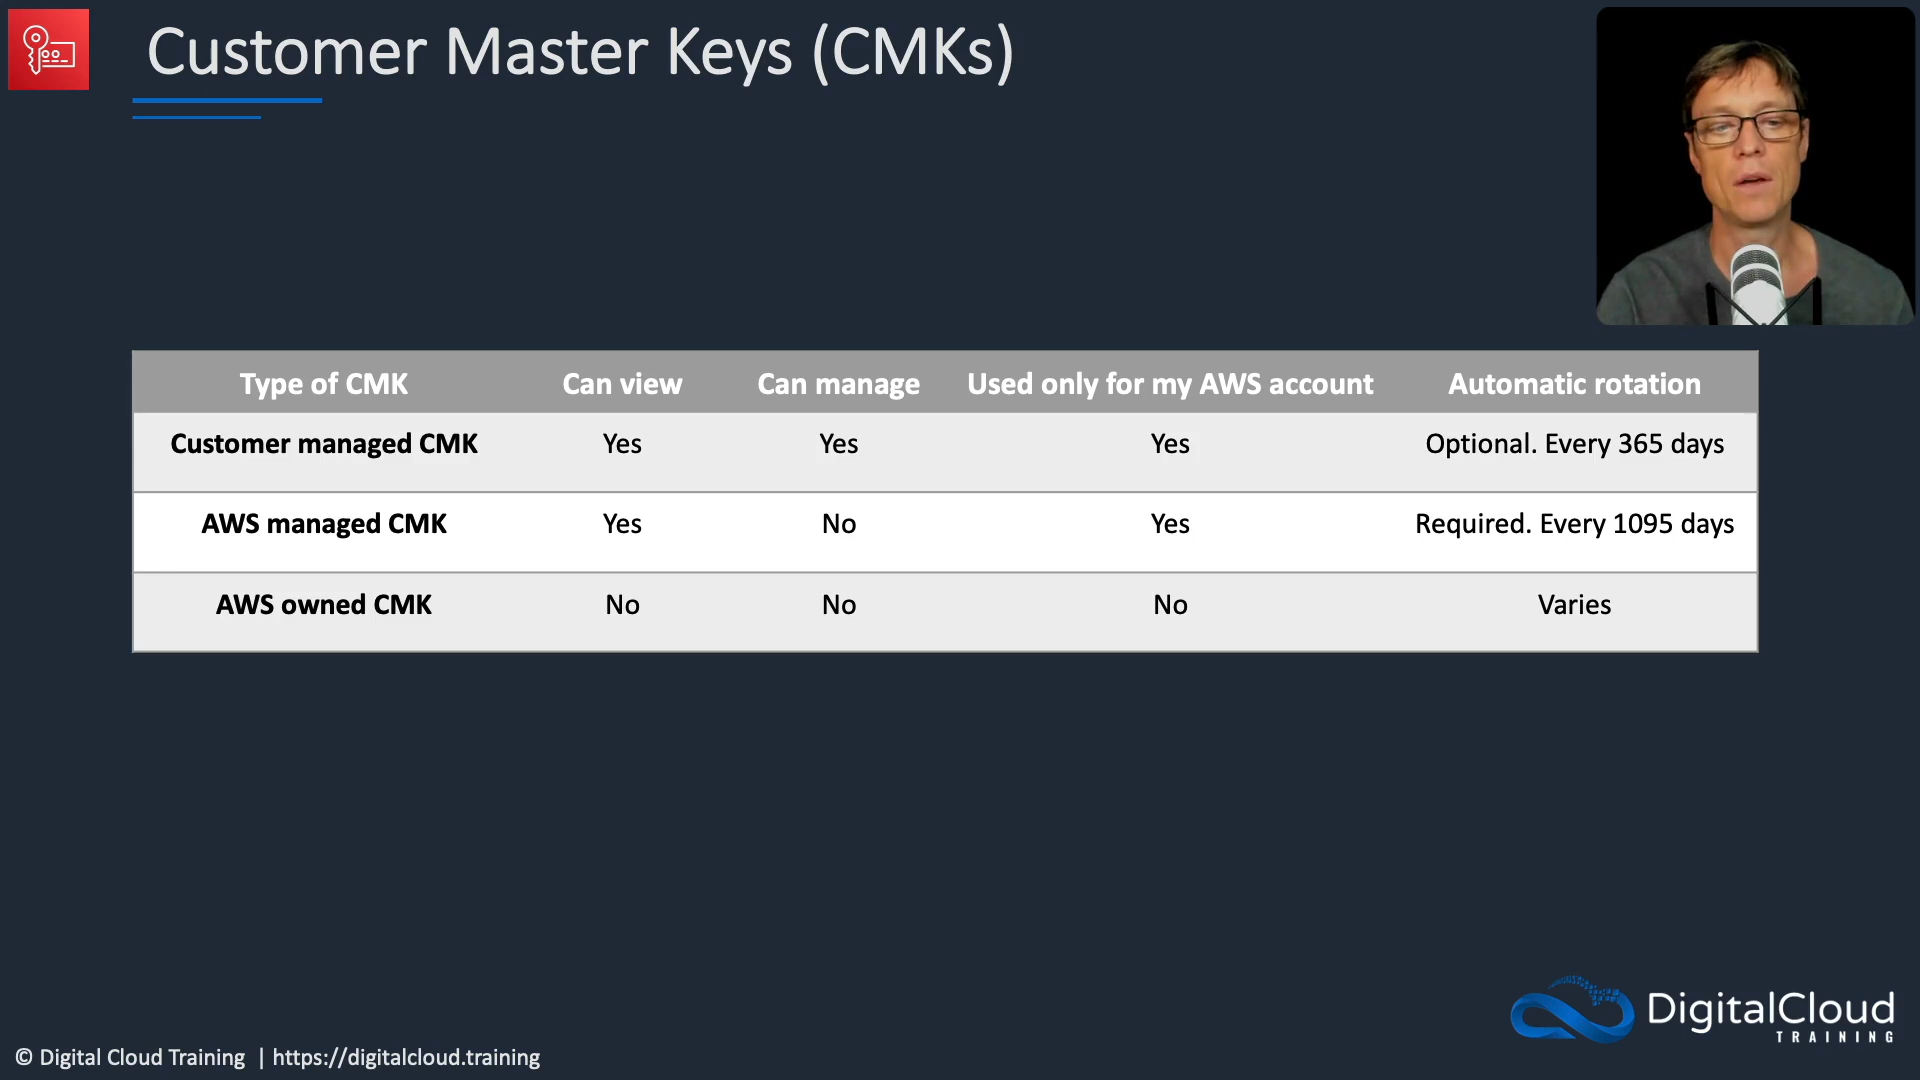 Customer Master Keys (CMKs)
Type of CMK Can view Can manage Used only for my AWS account Automatic rotation
Customer managed CMK Yes Yes Yes Optional. Every 365 days
AWS managed CMK Yes No Yes Required. Every 1095 days
AWS owned CMK No No No Varies
DigitalCloud
TRAINING
© Digital Cloud Training | https://digitalcloud.training